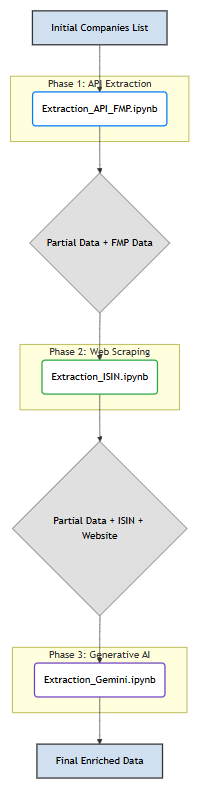 Initial Companies List
Phase 1: API Extraction
Extraction_API_FMP.ipynb
Partial Data + FMP Data
Phase 2: Web Scraping
Extraction_ISIN.ipynb
Partial Data + ISIN +
Website
Phase 3: Generative AI
Extraction_Gemini.ipynb
Final Enriched Data